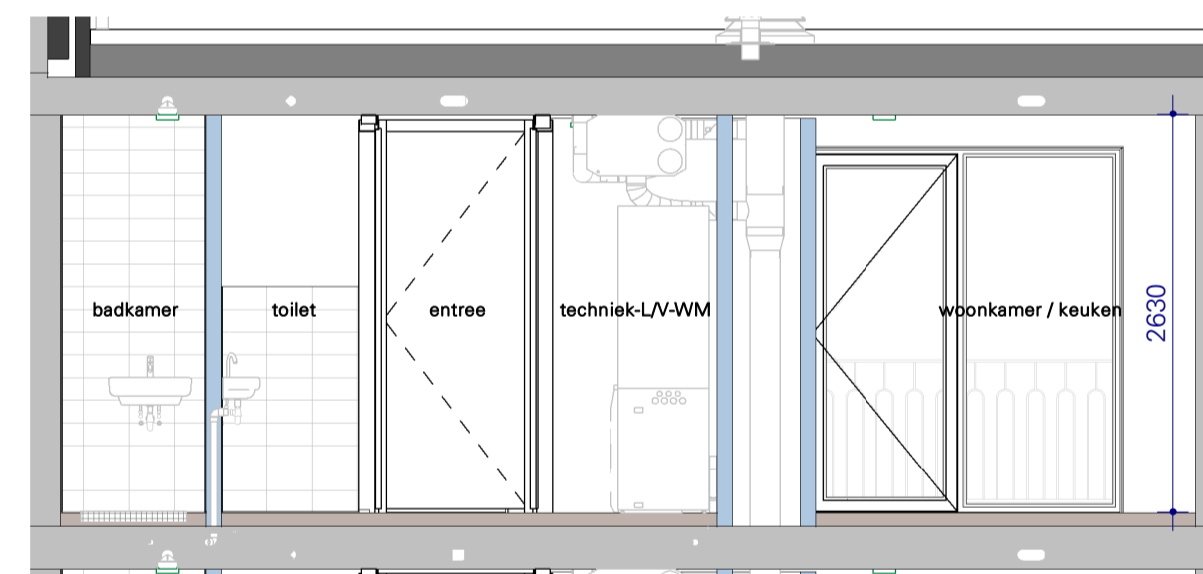 badkamer
toilet
entree
techniek-L/V-WM
woonkamer / keuken
2630